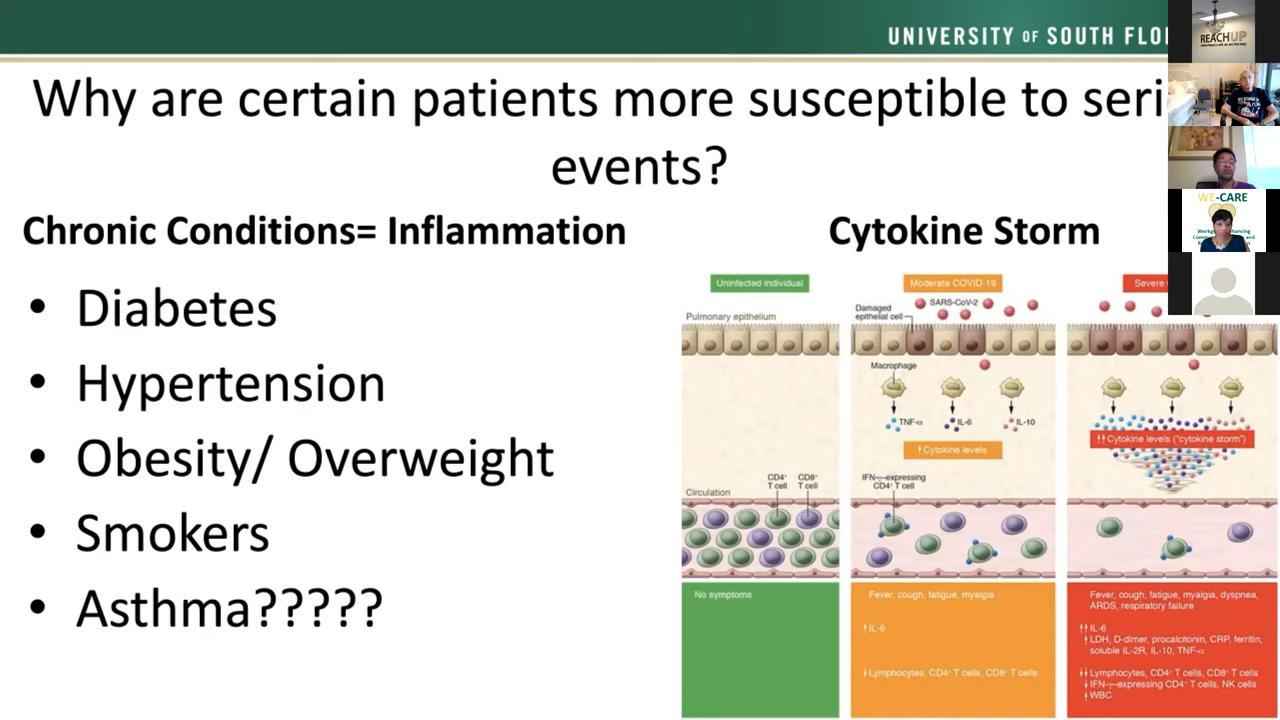 UNIVERSITY OF SOUTH FLO
REACHUP
Why are certain patients more susceptible to seri
events?
WE-CARE
Chronic Conditions= Inflammation
• Diabetes
• Hypertension
• Obesity/ Overweight
• Smokers
• Asthma?????
Cytokine Storm
Uninfected individual
Moderate COVID-19
Severe
Pulmonary epithelium
Damaged
epithelial cell
SARS-CoV-2
Macrophage
TNF-α
IL-6
IL-10
↑ Cytokine levels
↑↑ Cytokine levels ("cytokine storm")
Circulation
CD4⁺
T cell
CD8⁺
T cell
IFN-γ–expressing
CD4⁺ T cell
No symptoms
Fever, cough, fatigue, myalgia
↑ IL-6
↓ Lymphocytes, CD4⁺ T cells, CD8⁺ T cells
Fever, cough, fatigue, myalgia, dyspnea,
ARDS, respiratory failure
↑↑ IL-6
↑ LDH, D-dimer, procalcitonin, CRP, ferritin,
soluble IL-2R, IL-10, TNF-α
↓↓ Lymphocytes, CD4⁺ T cells, CD8⁺ T cells
↓ IFN-γ–expressing CD4⁺ T cells, NK cells
↑ WBC